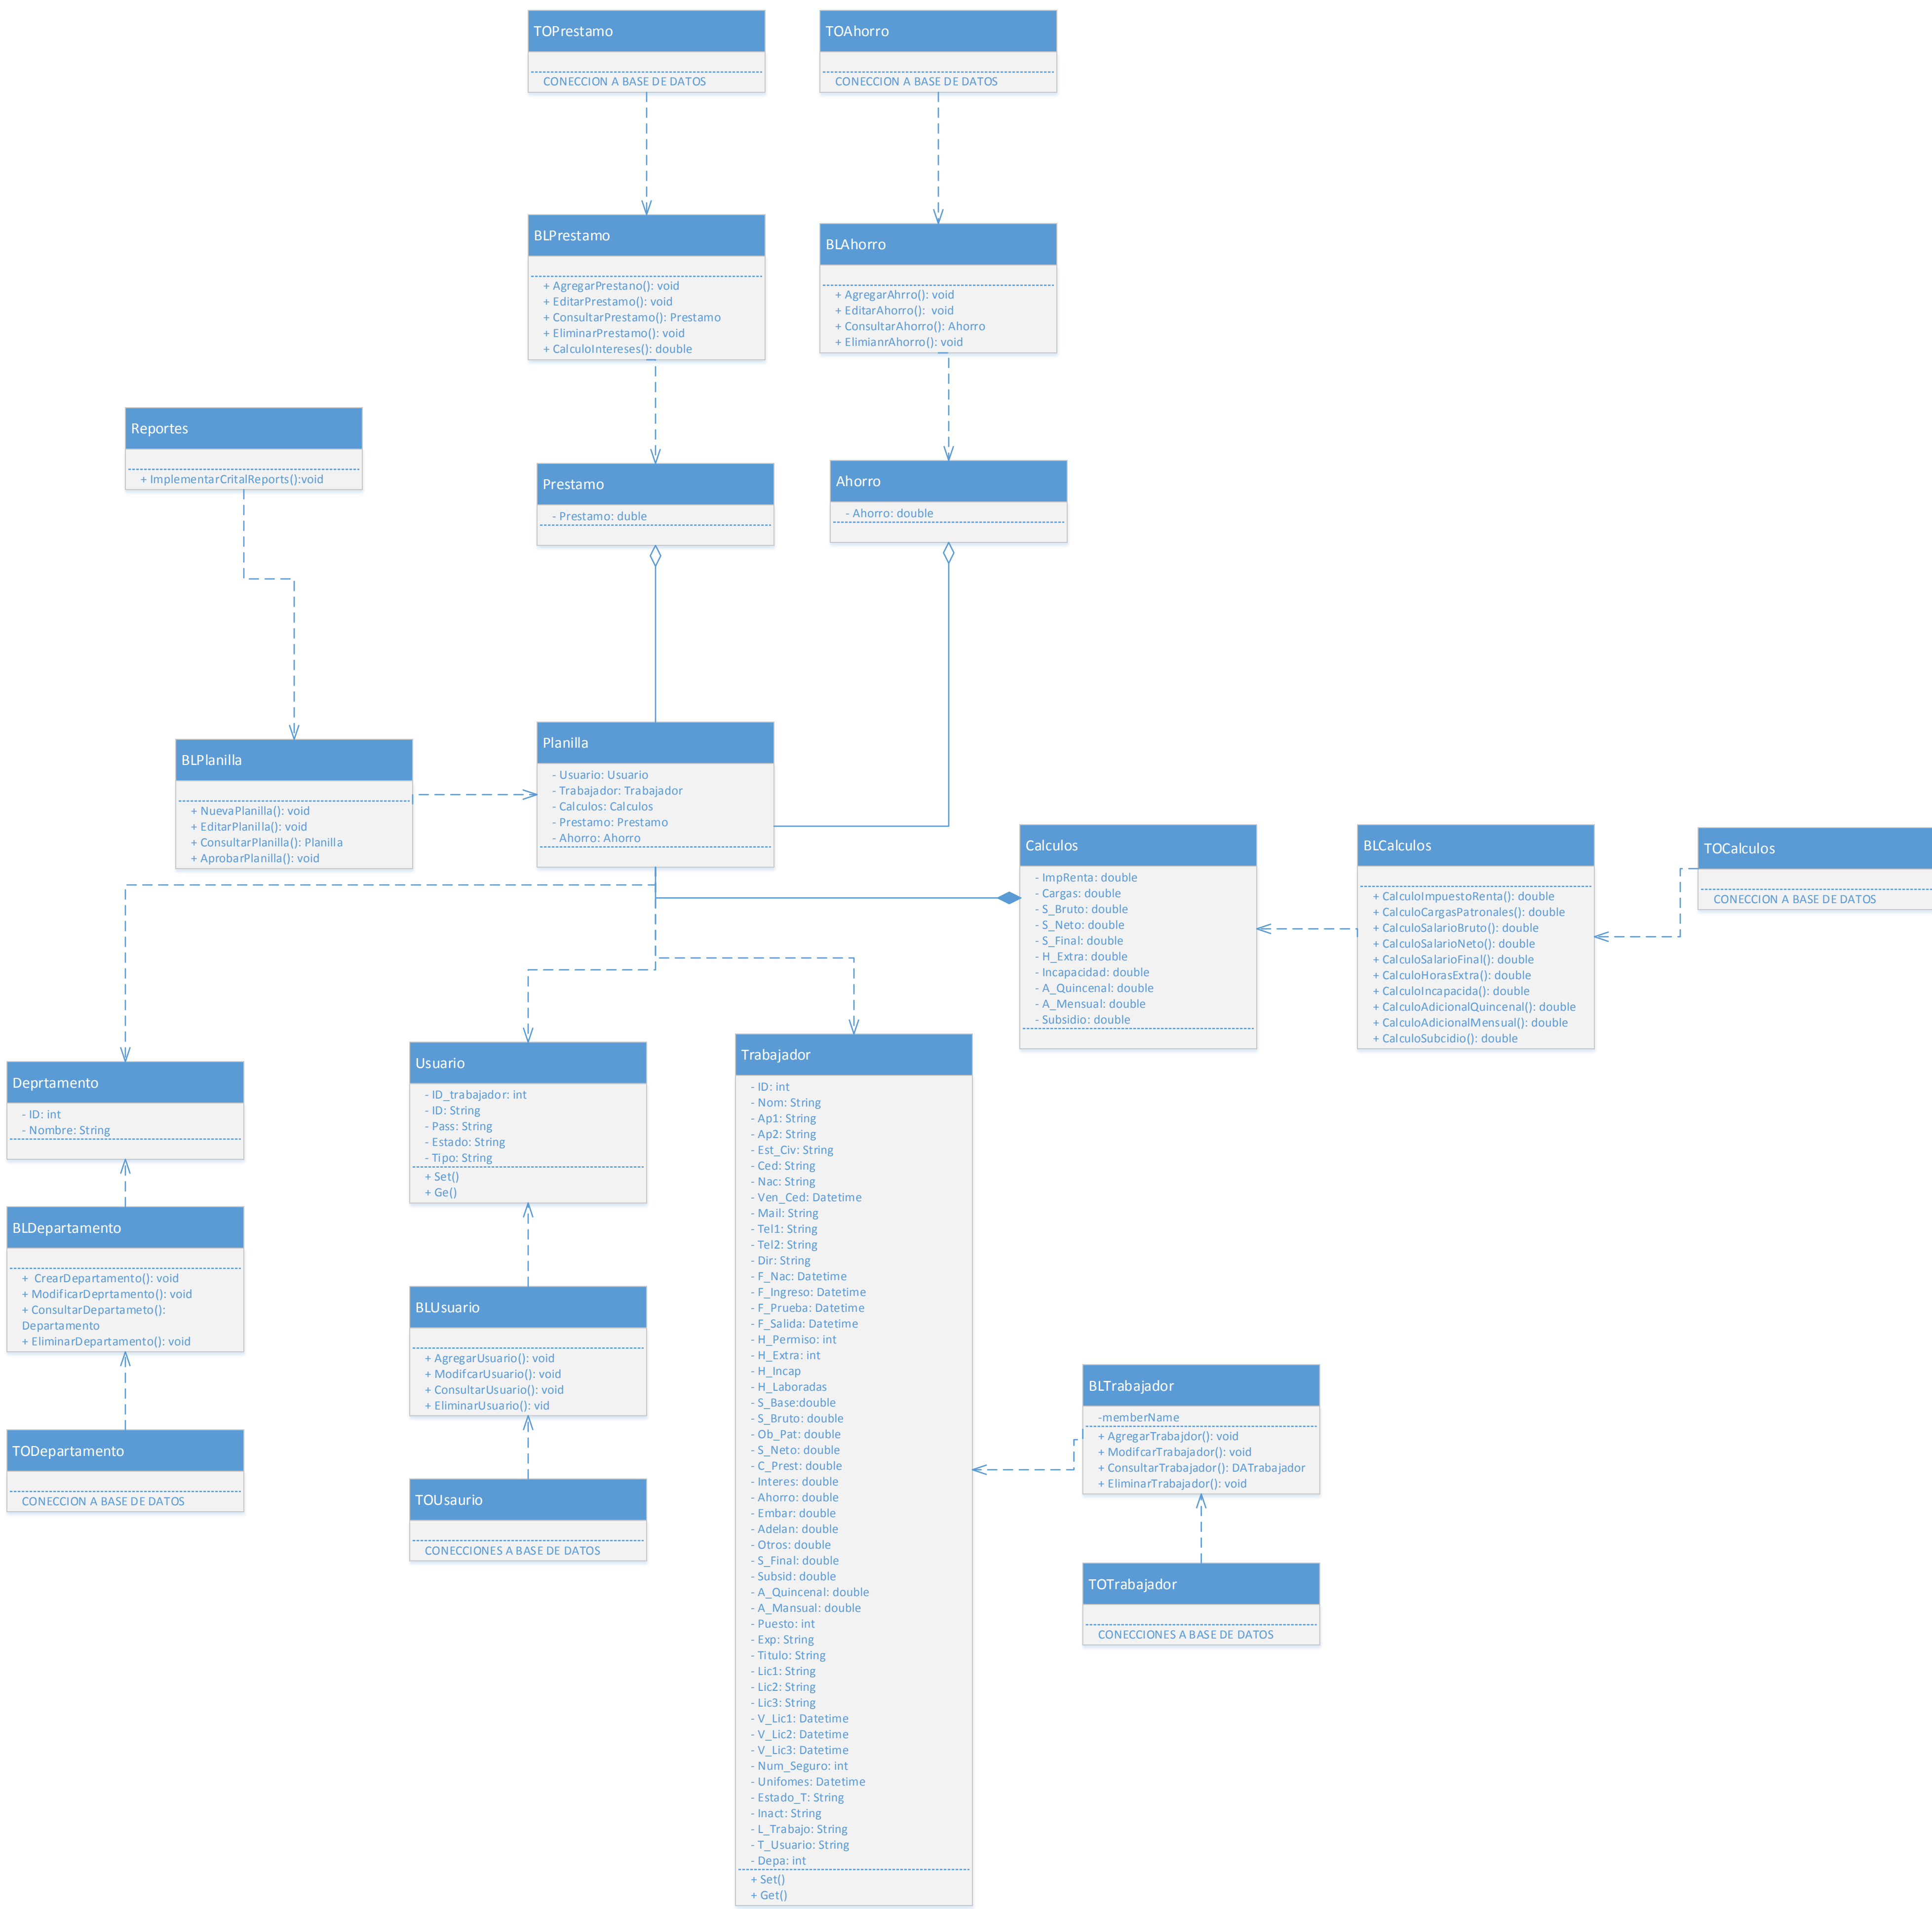 TOPrestamo
CONECCION A BASE DE DATOS
TOAhorro
CONECCION A BASE DE DATOS
BLPrestamo
+ AgregarPrestano(): void
+ EditarPrestamo(): void
+ ConsultarPrestamo(): Prestamo
+ EliminarPrestamo(): void
+ CalculoIntereses(): double
BLAhorro
+ AgregarAhrro(): void
+ EditarAhorro():  void
+ ConsultarAhorro(): Ahorro
+ ElimianrAhorro(): void
Reportes
+ ImplementarCritalReports():void
Prestamo
- Prestamo: duble
Ahorro
- Ahorro: double
BLPlanilla
+ NuevaPlanilla(): void
+ EditarPlanilla(): void
+ ConsultarPlanilla(): Planilla
+ AprobarPlanilla(): void
Planilla
- Usuario: Usuario
- Trabajador: Trabajador
- Calculos: Calculos
- Prestamo: Prestamo
- Ahorro: Ahorro
Calculos
- ImpRenta: double
- Cargas: double
- S_Bruto: double
- S_Neto: double
- S_Final: double
- H_Extra: double
- Incapacidad: double
- A_Quincenal: double
- A_Mensual: double
- Subsidio: double
BLCalculos
+ CalculoImpuestoRenta(): double
+ CalculoCargasPatronales(): double
+ CalculoSalarioBruto(): double
+ CalculoSalarioNeto(): double
+ CalculoSalarioFinal(): double
+ CalculoHorasExtra(): double
+ CalculoIncapacida(): double
+ CalculoAdicionalQuincenal(): double
+ CalculoAdicionalMensual(): double
+ CalculoSubcidio(): double
TOCalculos
CONECCION A BASE DE DATOS
Deprtamento
- ID: int
- Nombre: String
BLDepartamento
+  CrearDepartamento(): void
+ ModificarDeprtamento(): void
+ ConsultarDepartameto():
Departamento
+ EliminarDepartamento(): void
TODepartamento
CONECCION A BASE DE DATOS
Usuario
- ID_trabajador: int
- ID: String
- Pass: String
- Estado: String
- Tipo: String
+ Set()
+ Ge()
BLUsuario
+ AgregarUsuario(): void
+ ModifcarUsuario(): void
+ ConsultarUsuario(): void
+ EliminarUsuario(): vid
TOUsaurio
CONECCIONES A BASE DE DATOS
Trabajador
- ID: int
- Nom: String
- Ap1: String
- Ap2: String
- Est_Civ: String
- Ced: String
- Nac: String
- Ven_Ced: Datetime
- Mail: String
- Tel1: String
- Tel2: String
- Dir: String
- F_Nac: Datetime
- F_Ingreso: Datetime
- F_Prueba: Datetime
- F_Salida: Datetime
- H_Permiso: int
- H_Extra: int
- H_Incap
- H_Laboradas
- S_Base:double
- S_Bruto: double
- Ob_Pat: double
- S_Neto: double
- C_Prest: double
- Interes: double
- Ahorro: double
- Embar: double
- Adelan: double
- Otros: double
- S_Final: double
- Subsid: double
- A_Quincenal: double
- A_Mansual: double
- Puesto: int
- Exp: String
- Titulo: String
- Lic1: String
- Lic2: String
- Lic3: String
- V_Lic1: Datetime
- V_Lic2: Datetime
- V_Lic3: Datetime
- Num_Seguro: int
- Unifomes: Datetime
- Estado_T: String
- Inact: String
- L_Trabajo: String
- T_Usuario: String
- Depa: int
+ Set()
+ Get()
BLTrabajador
-memberName
+ AgregarTrabajdor(): void
+ ModifcarTrabajador(): void
+ ConsultarTrabajador(): DATrabajador
+ EliminarTrabajador(): void
TOTrabajador
CONECCIONES A BASE DE DATOS